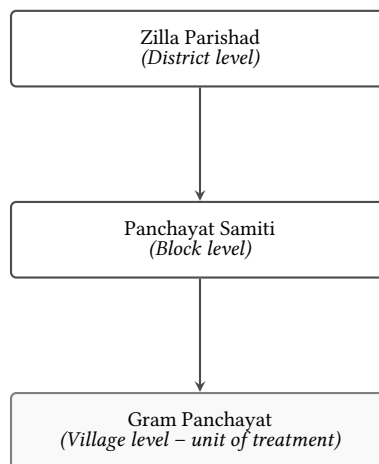 Zilla Parishad
(District level)
Panchayat Samiti
(Block level)
Gram Panchayat
(Village level – unit of treatment)